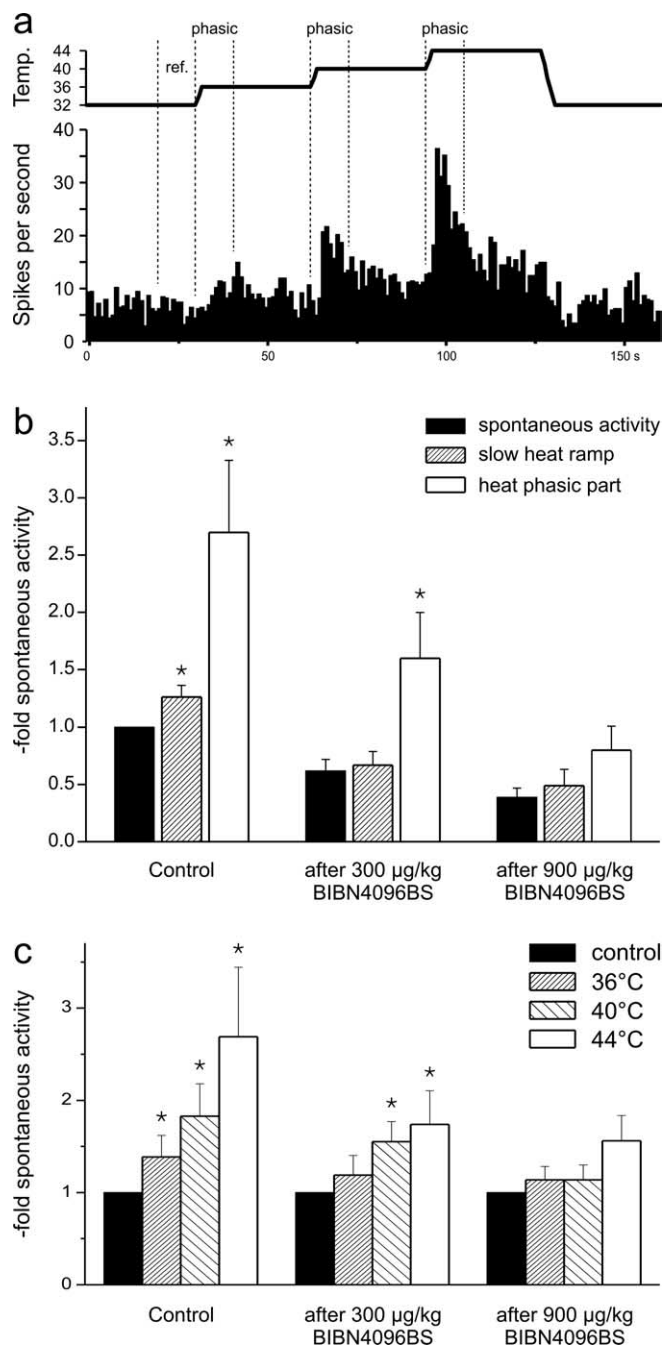 a
phasic phasic phasic
ref.
Temp.
44
40
36
32
Spikes per second
40
30
20
10
0
0 50 100 150 s
b
spontaneous activity
slow heat ramp
heat phasic part
-fold spontaneous activity
3.5
3.0
2.5
2.0
1.5
1.0
0.5
0.0
* * *
Control
after 300 µg/kg
BIBN4096BS
after 900 µg/kg
BIBN4096BS
c
control
36°C
40°C
44°C
-fold spontaneous activity
3
2
1
0
* * * * *
Control
after 300 µg/kg
BIBN4096BS
after 900 µg/kg
BIBN4096BS